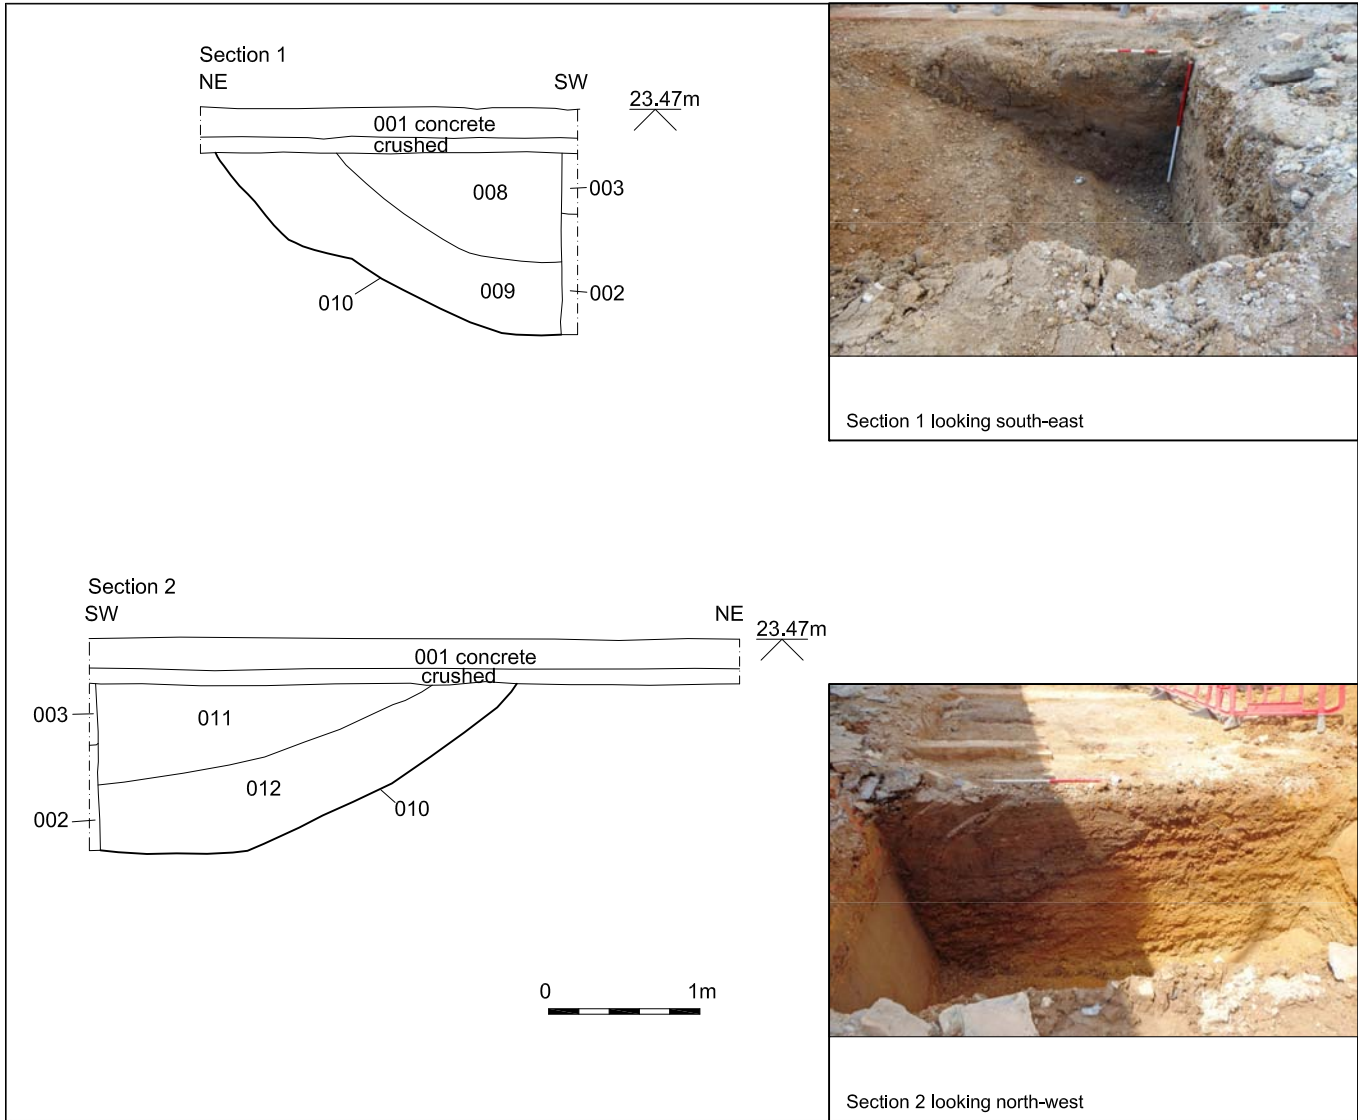 Section 1
NE SW
23.47m
001 concrete
crushed
008
003
009
002
010
Section 1 looking south-east
Section 2
SW NE
23.47m
001 concrete
crushed
003
011
012
002
010
0 1m
Section 2 looking north-west